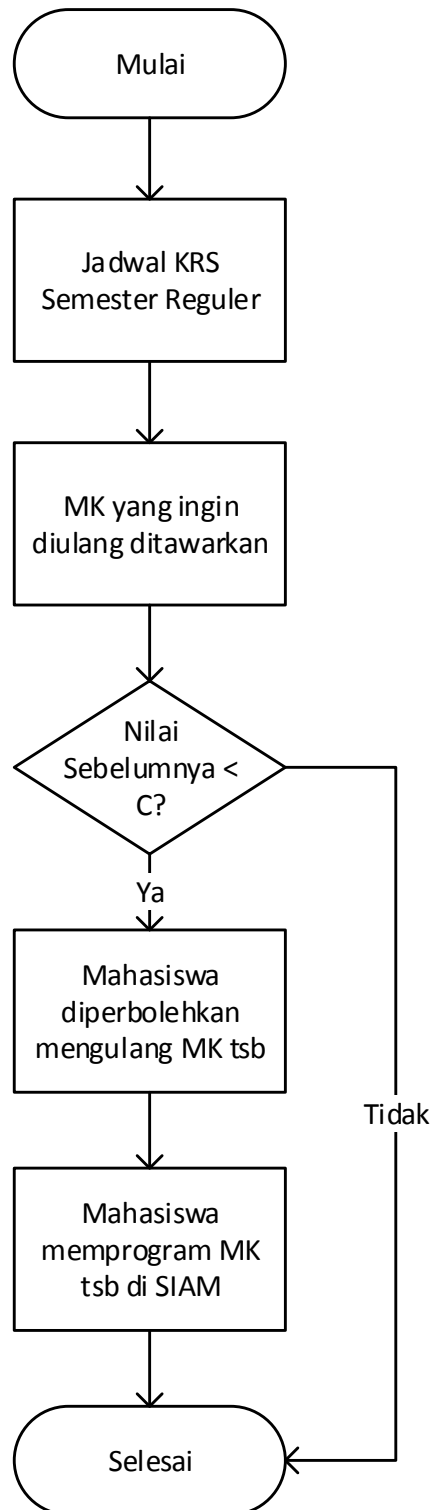 Mulai
Jadwal KRS
Semester Reguler
MK yang ingin
diulang ditawarkan
Nilai
Sebelumnya <
C?
Ya
Mahasiswa
diperbolehkan
mengulang MK tsb
Tidak
Mahasiswa
memprogram MK
tsb di SIAM
Selesai